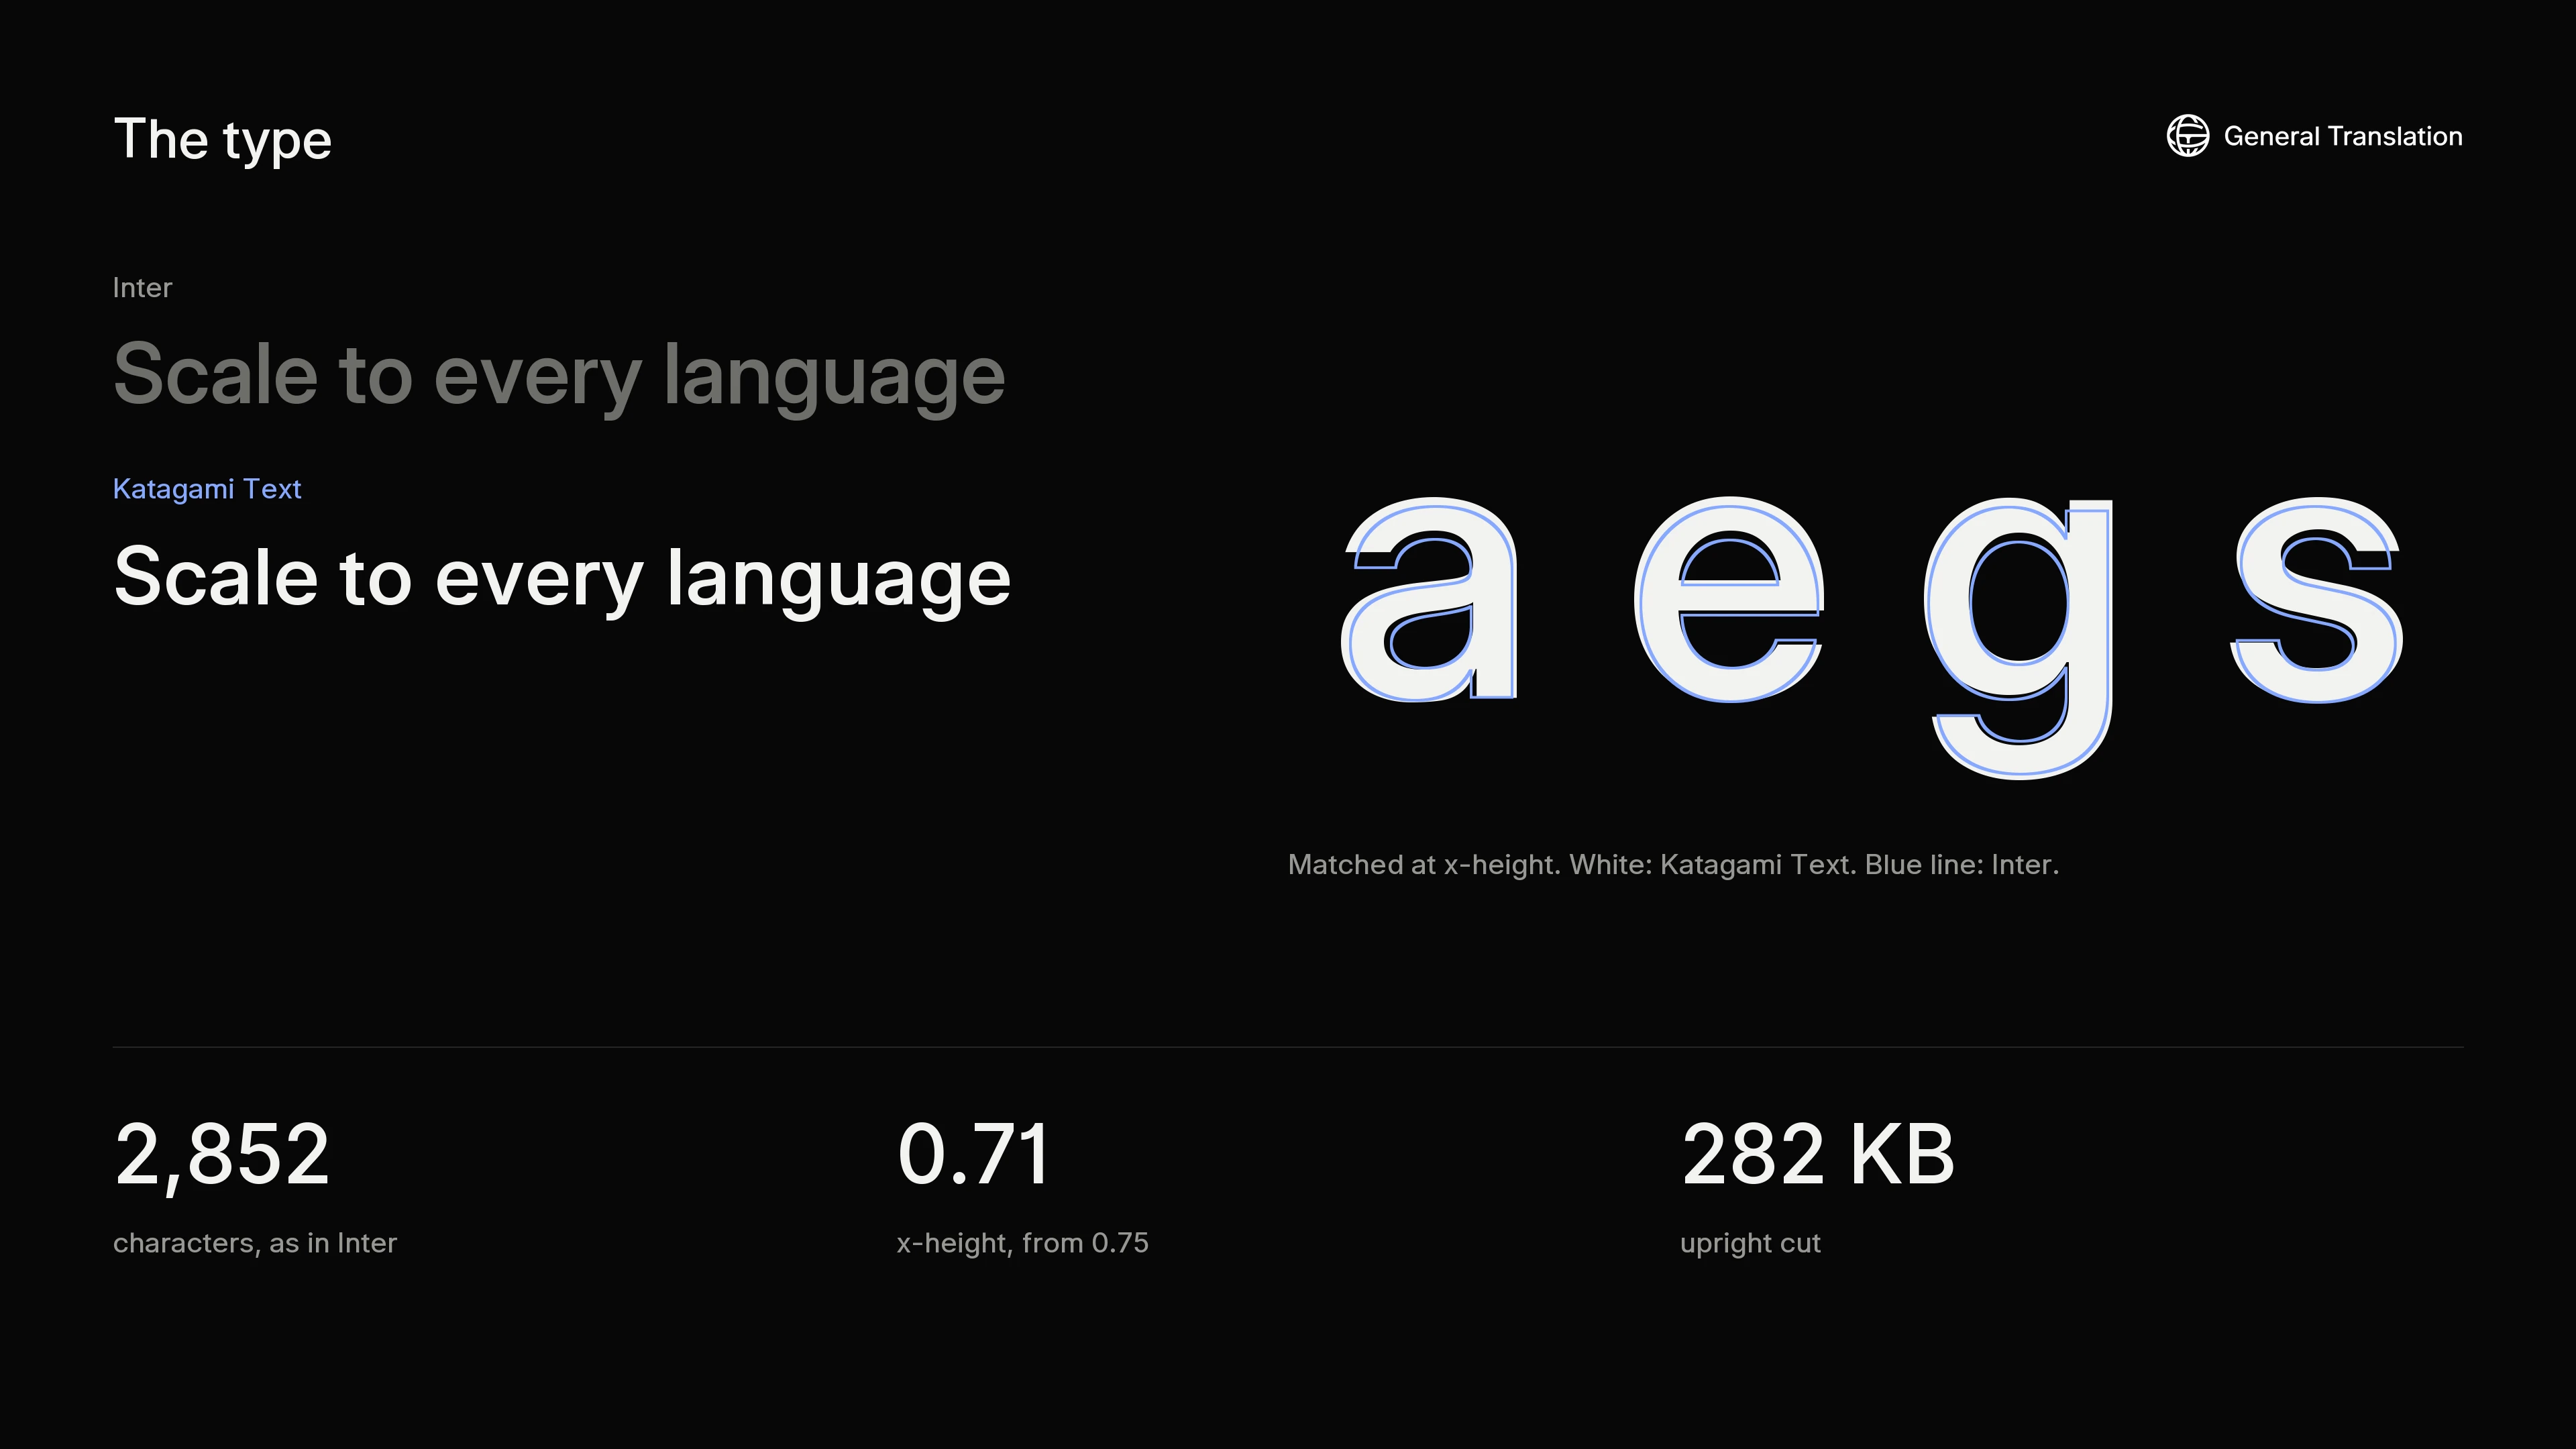 The type
General Translation
Inter
Scale to every language
Katagami Text
Scale to every language
a e g s
Matched at x-height. White: Katagami Text. Blue line: Inter.
2,852
characters, as in Inter
0.71
x-height, from 0.75
282 KB
upright cut